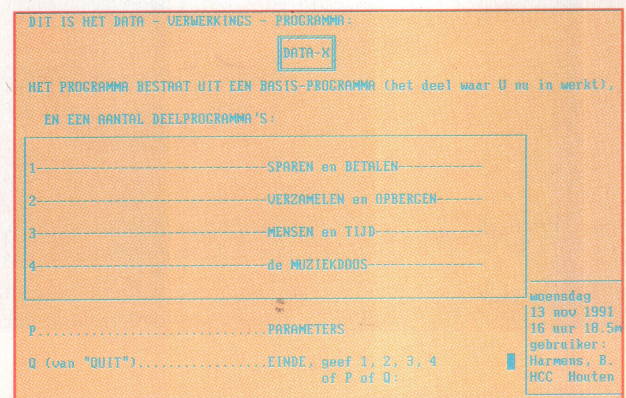 DIT IS HET DATA - VERWERKINGS - PROGRAMMA:
DATA-X
HET PROGRAMMA BESTAAT UIT EEN BASIS-PROGRAMMA (het deel waar U nu in werkt),
EN EEN AANTAL DEELPROGRAMMA'S:
1-----------------------------SPAREN en BETALEN-----------
2-----------------------------VERZAMELEN en OPBERGEN------
3-----------------------------MENSEN en TIJD--------------
4-----------------------------de MUZIEKDOOS---------------
P.............................PARAMETERS
Q (van "QUIT").................EINDE, geef 1, 2, 3, 4
of P of Q:
woensdag
13 nov 1991
16 uur 10.5m
gebruiker:
Harmens, B.
HCC Houten